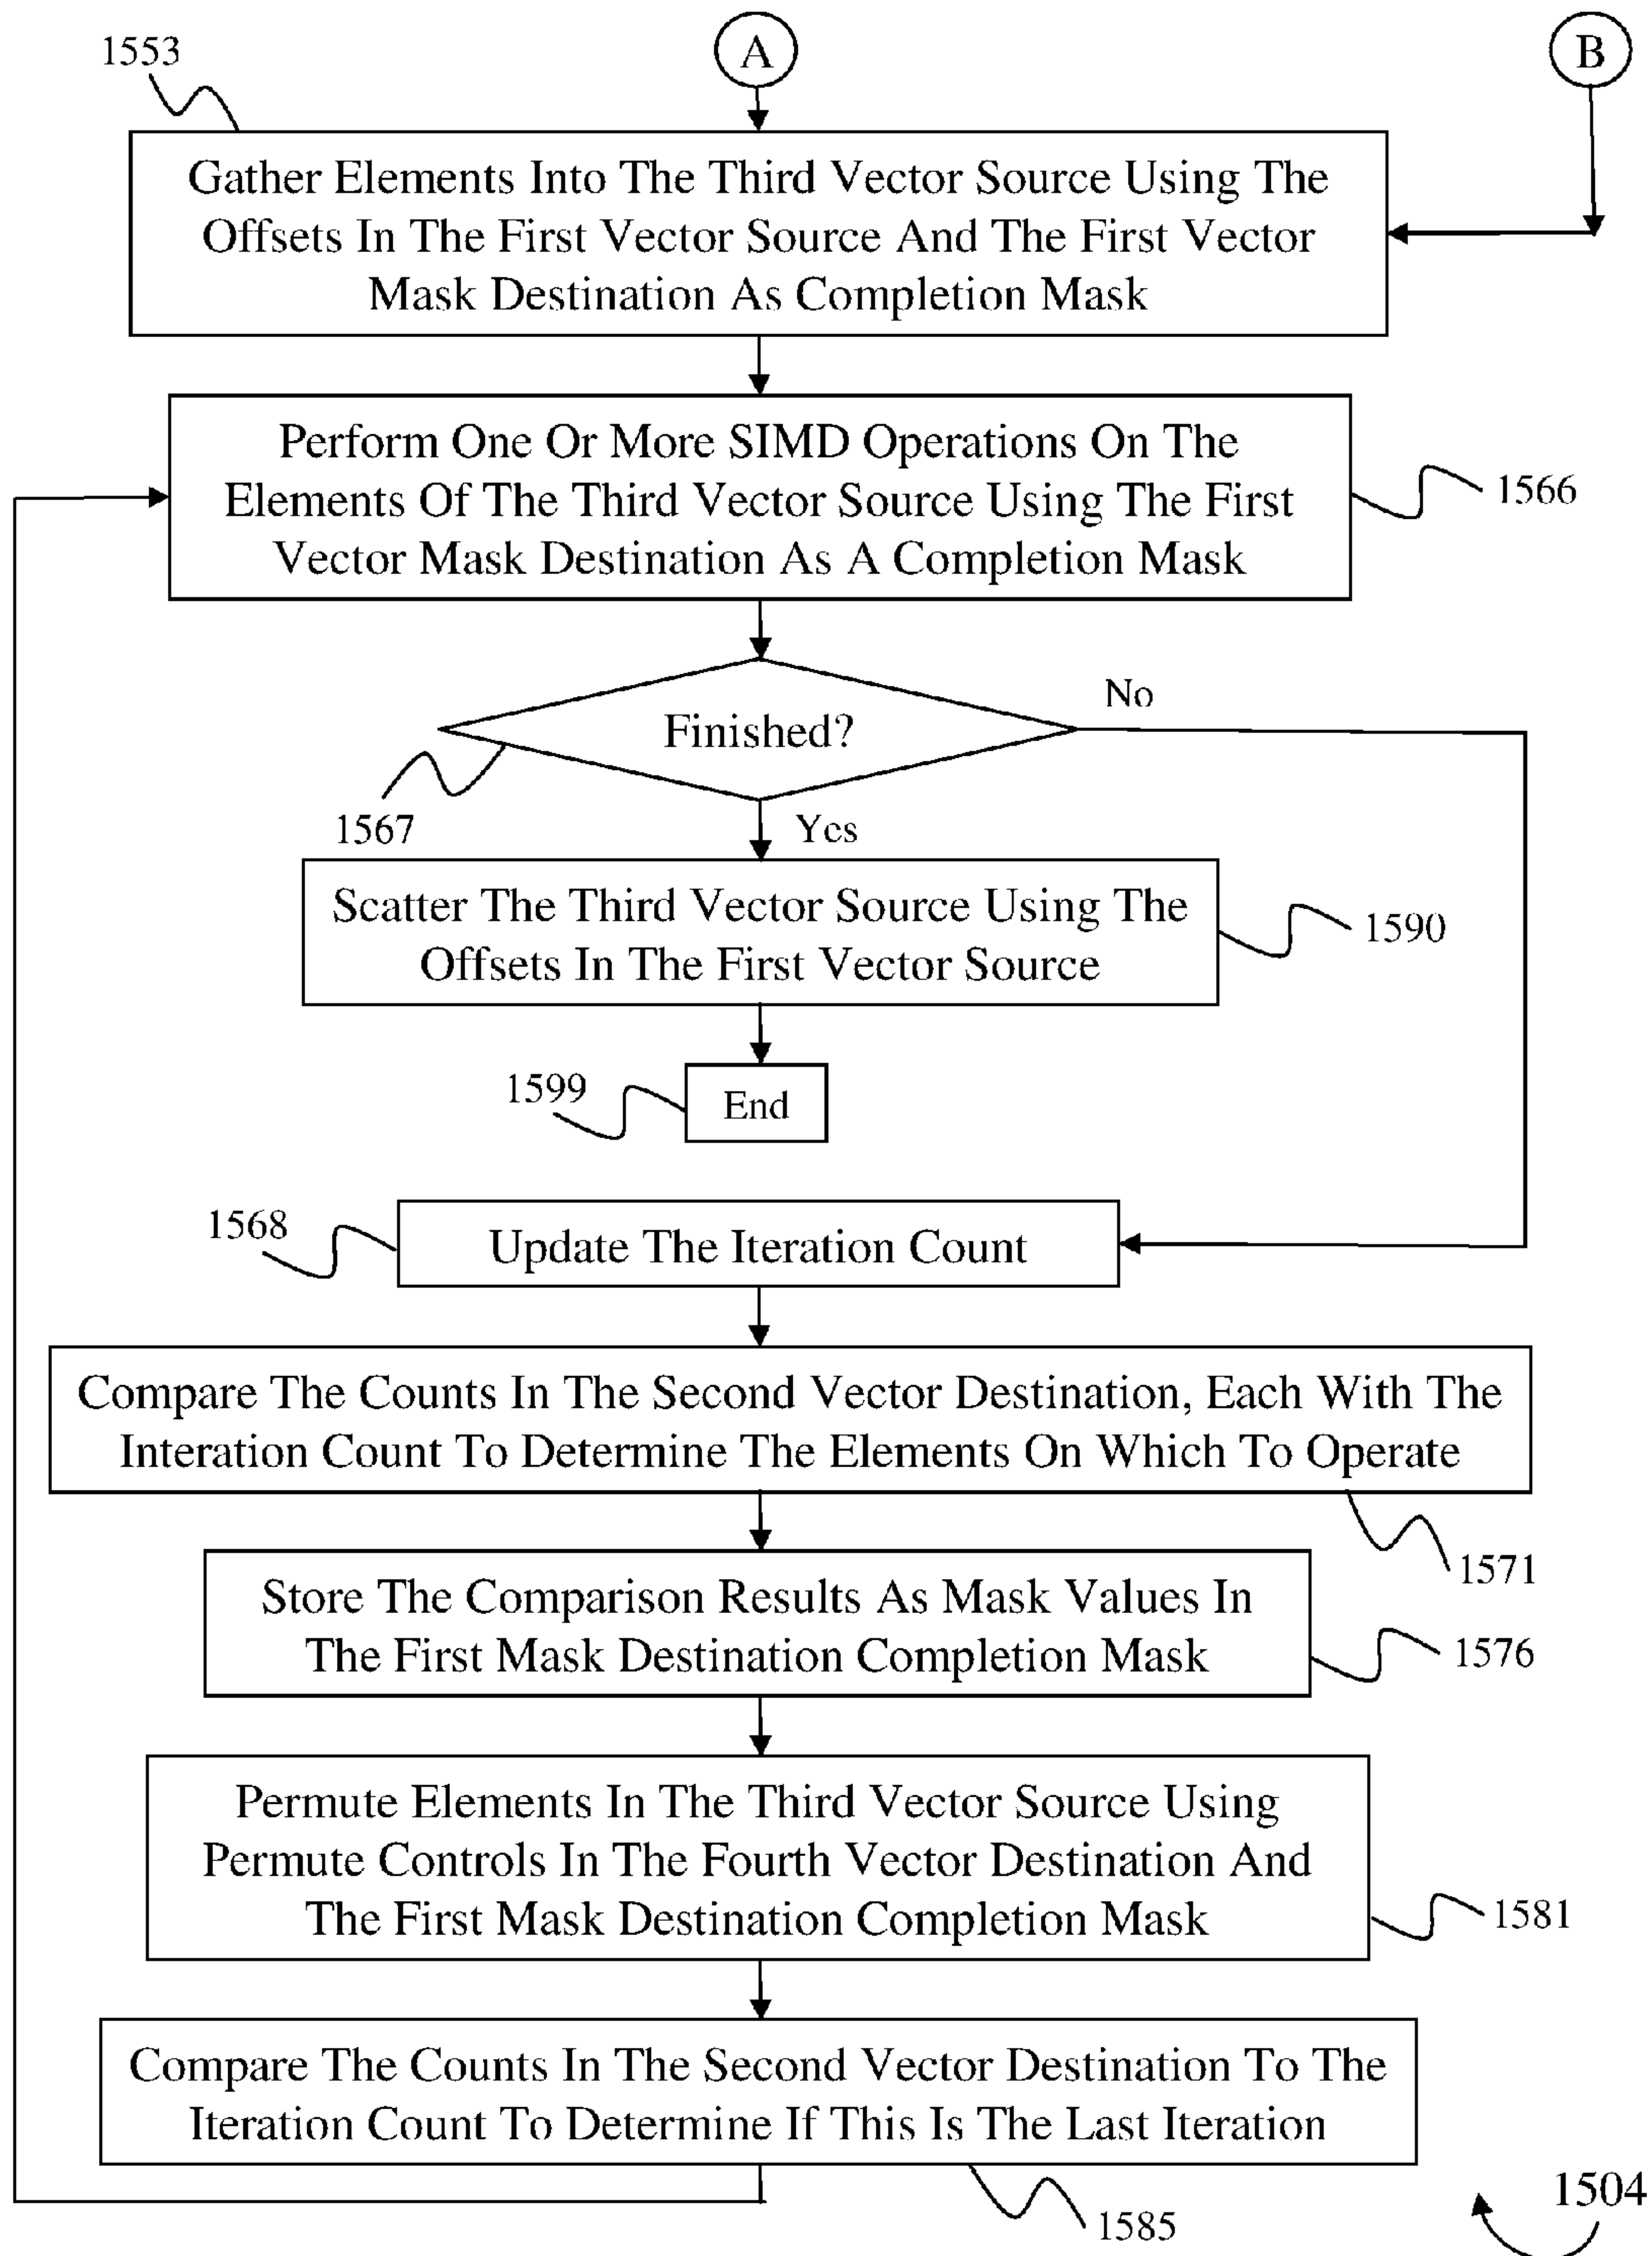 1553
A
B
Gather Elements Into The Third Vector Source Using The
Offsets In The First Vector Source And The First Vector
Mask Destination As Completion Mask
Perform One Or More SIMD Operations On The
Elements Of The Third Vector Source Using The First
Vector Mask Destination As A Completion Mask
1566
No
Finished?
1567
Yes
Scatter The Third Vector Source Using The
Offsets In The First Vector Source
1590
1599
End
1568
Update The Iteration Count
Compare The Counts In The Second Vector Destination, Each With The
Interation Count To Determine The Elements On Which To Operate
1571
Store The Comparison Results As Mask Values In
The First Mask Destination Completion Mask
1576
Permute Elements In The Third Vector Source Using
Permute Controls In The Fourth Vector Destination And
The First Mask Destination Completion Mask
1581
Compare The Counts In The Second Vector Destination To The
Iteration Count To Determine If This Is The Last Iteration
1585
1504